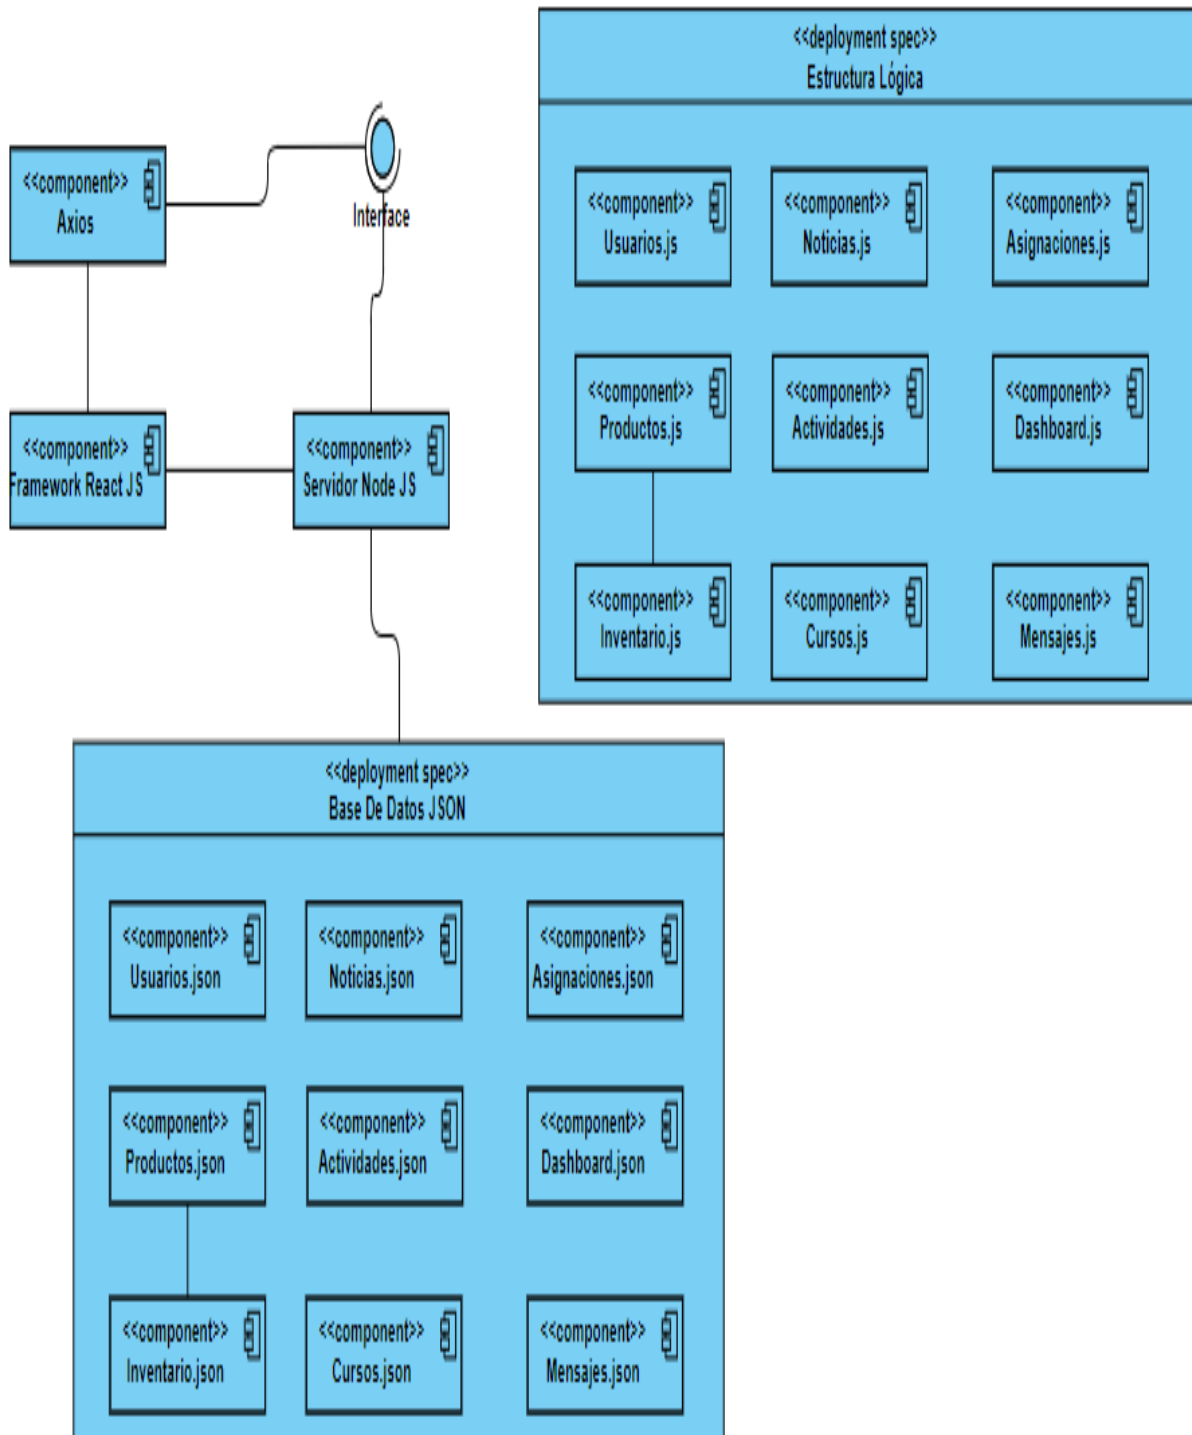 <<deployment spec>>
Estructura Lógica
<<component>>
Axios
Interface
<<component>>
Usuarios.js
<<component>>
Noticias.js
<<component>>
Asignaciones.js
<<component>>
Productos.js
<<component>>
Actividades.js
<<component>>
Dashboard.js
<<component>>
Framework React JS
<<component>>
Servidor Node JS
<<component>>
Inventario.js
<<component>>
Cursos.js
<<component>>
Mensajes.js
<<deployment spec>>
Base De Datos JSON
<<component>>
Usuarios.json
<<component>>
Noticias.json
<<component>>
Asignaciones.json
<<component>>
Productos.json
<<component>>
Actividades.json
<<component>>
Dashboard.json
<<component>>
Inventario.json
<<component>>
Cursos.json
<<component>>
Mensajes.json